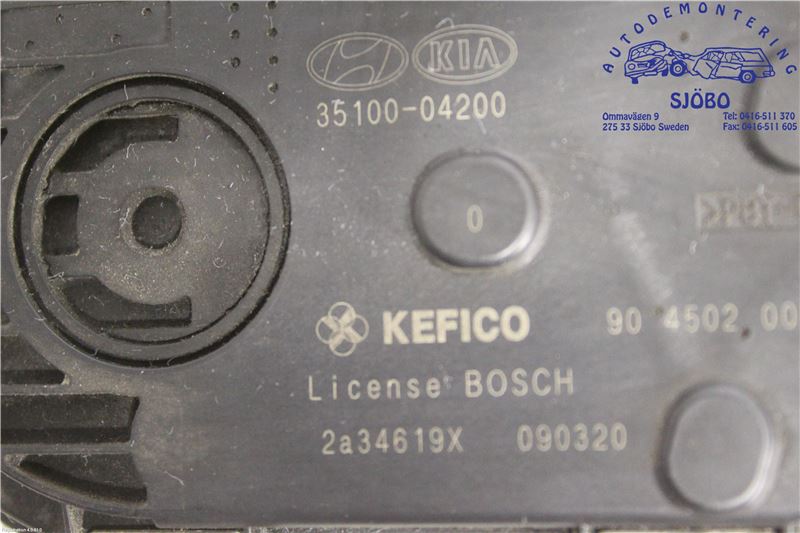 KIA
35100-04200
AUTODEMONTERING
SJÖBO
Ommavägen 9
275 33 Sjöbo Sweden
Tel: 0416-511 370
Fax: 0416-511 605
0
KEFICO
90 4502 00
License BOSCH
2a34619X 090320